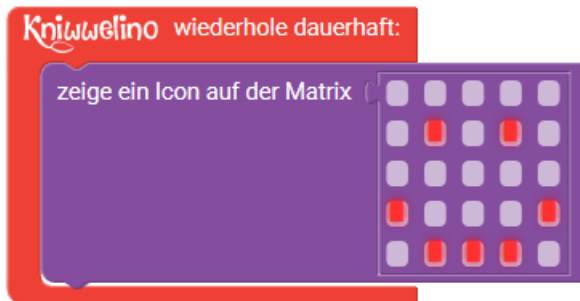 Kniwwelino wiederhole dauerhaft:
zeige ein Icon auf der Matrix